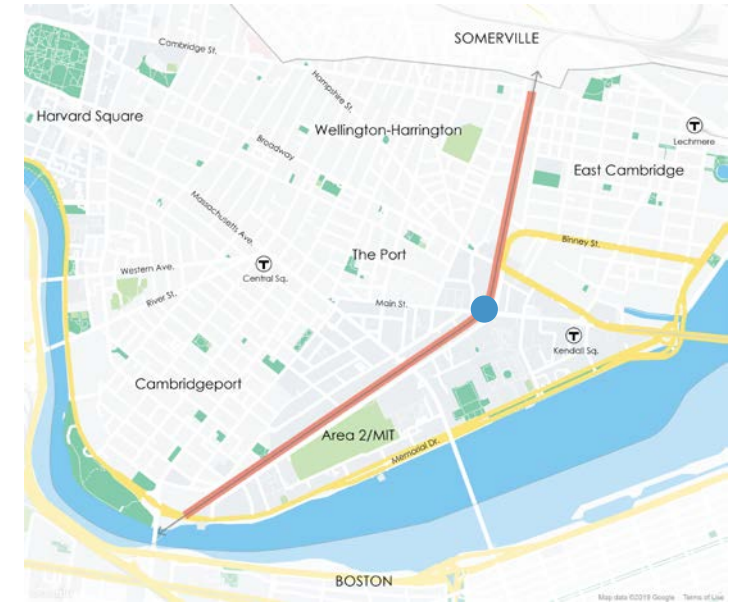 SOMERVILLE
Cambridge St.
Hampshire St.
Harvard Square
Wellington-Harrington
T
Lechmere
Broadway
East Cambridge
Massachusetts Ave.
Binney St.
The Port
Western Ave.
T
Central Sq.
River St.
Main St.
T
Kendall Sq.
Cambridgeport
Area 2/MIT
Memorial Dr.
BOSTON
Map data ©2019 Google Terms of Use